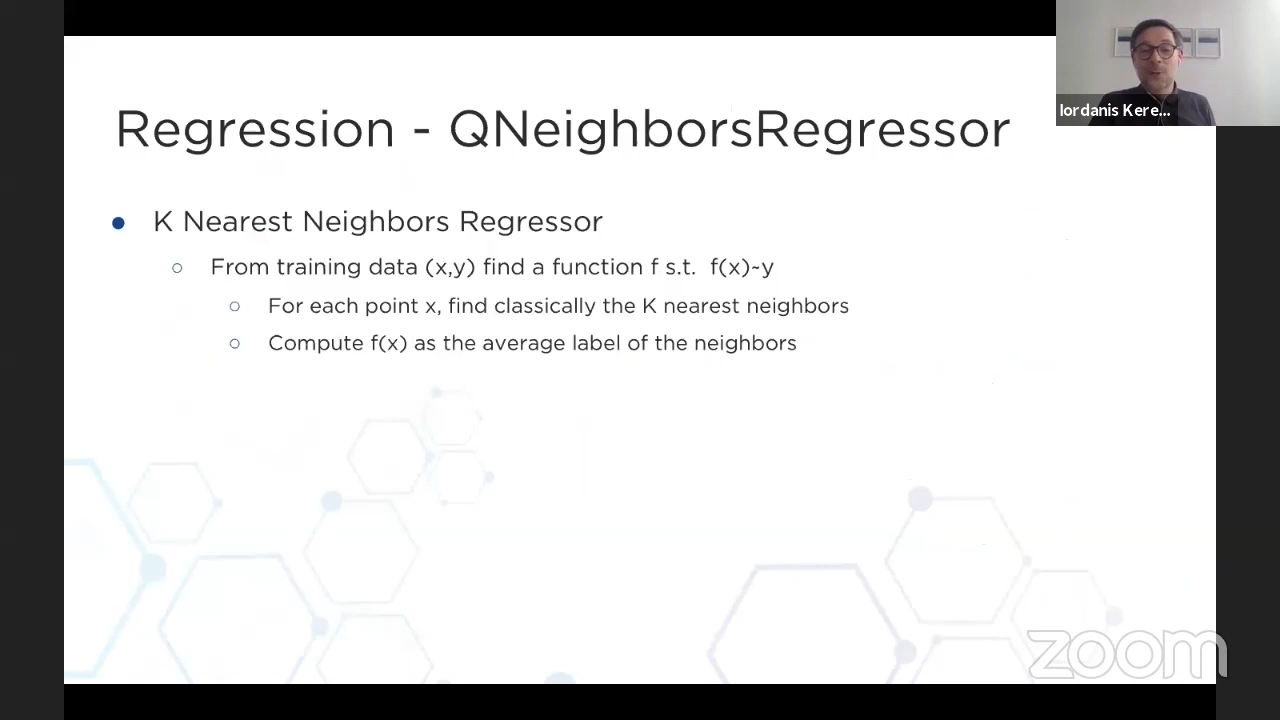 Iordanis Kere...
Regression - QNeighborsRegressor
K Nearest Neighbors Regressor
From training data (x,y) find a function f s.t. f(x)~y
For each point x, find classically the K nearest neighbors
Compute f(x) as the average label of the neighbors
zoom